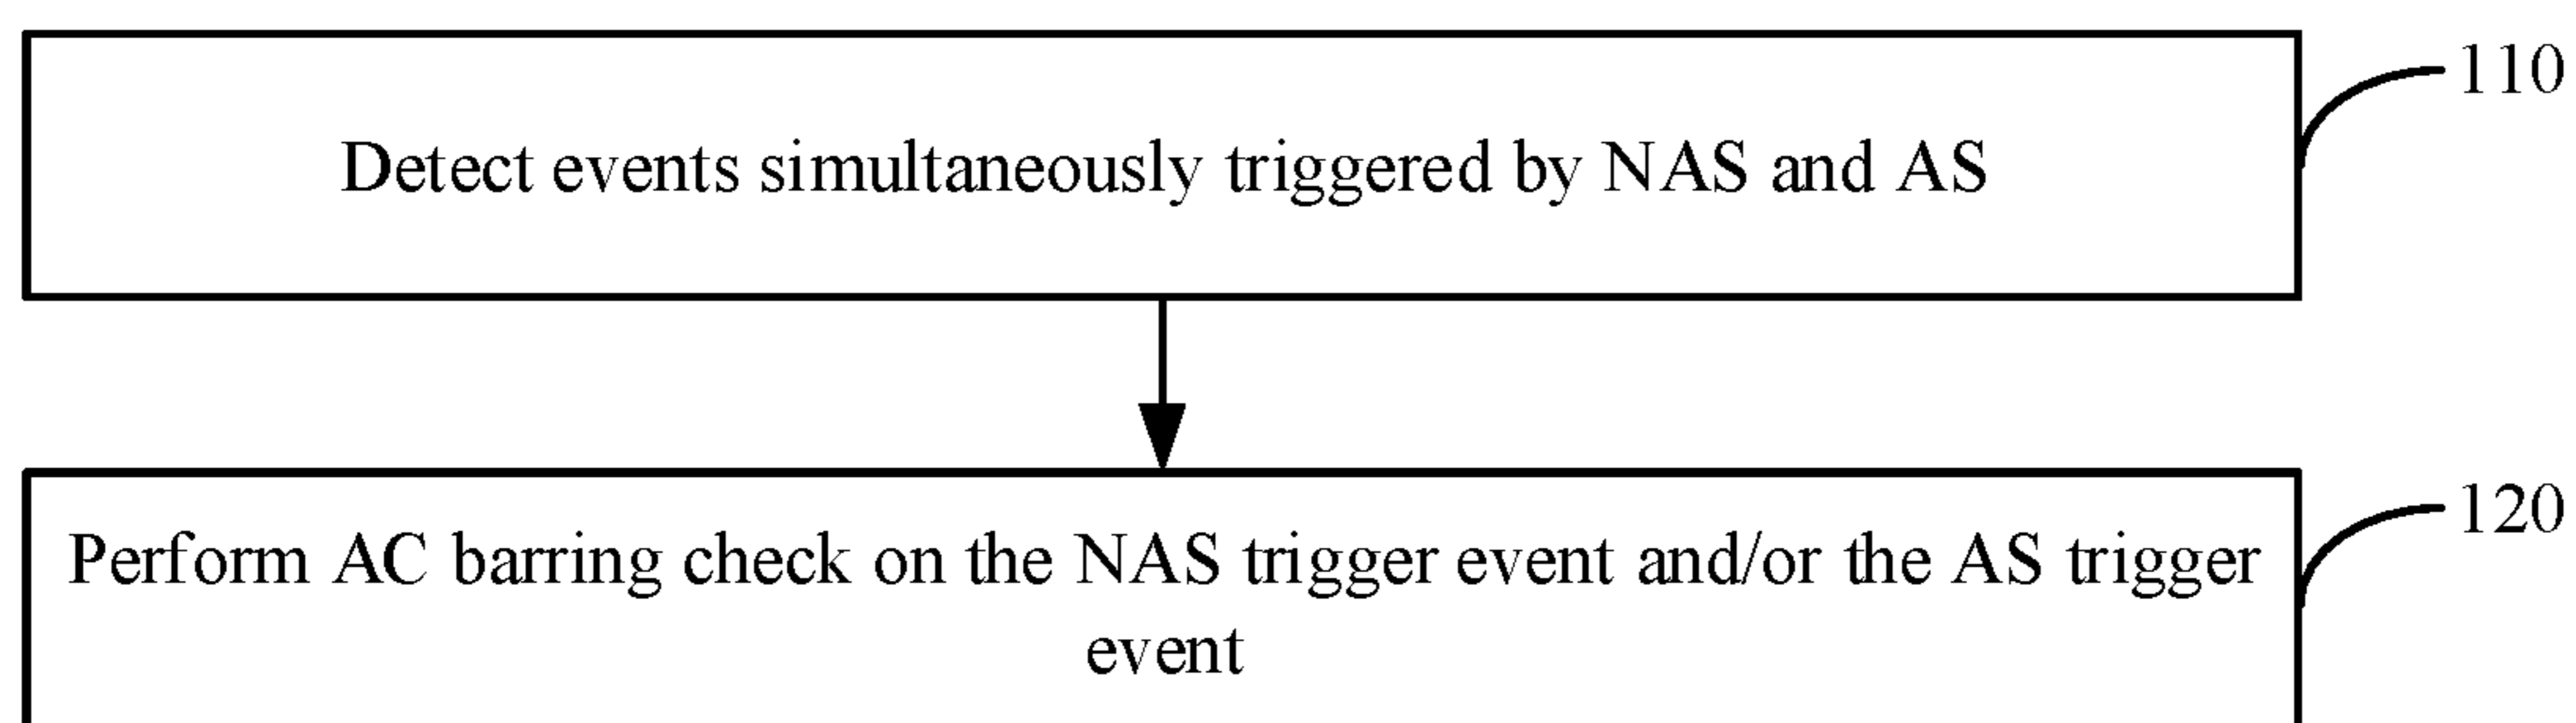 110
Detect events simultaneously triggered by NAS and AS
120
Perform AC barring check on the NAS trigger event and/or the AS trigger
event